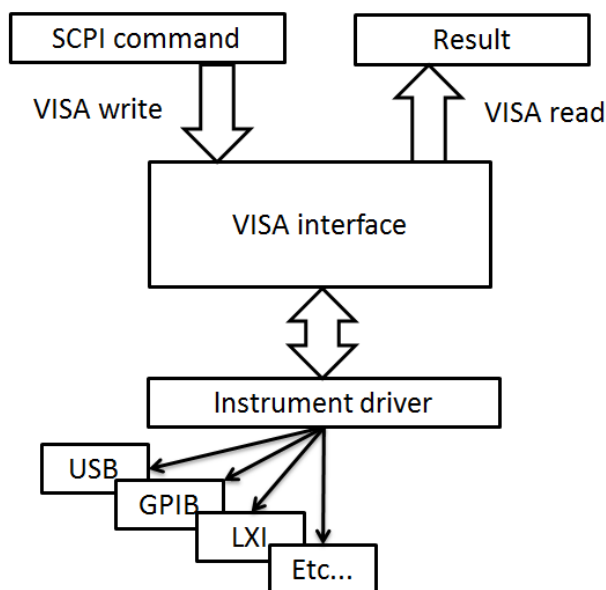 SCPI command
Result
VISA write
VISA read
VISA interface
Instrument driver
USB
GPIB
LXI
Etc...